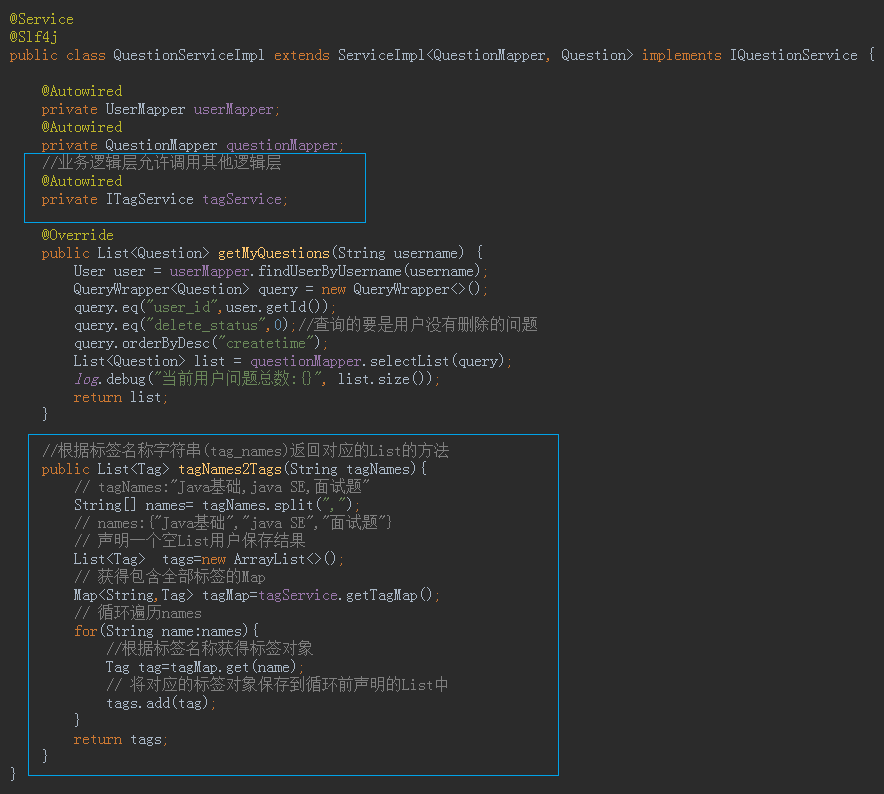 @Service
@Slf4j
public class QuestionServiceImpl extends ServiceImpl<QuestionMapper, Question> implements IQuestionService {
@Autowired
private UserMapper userMapper;
@Autowired
private QuestionMapper questionMapper;
//业务逻辑层允许调用其他逻辑层
@Autowired
private ITagService tagService;
@Override
public List<Question> getMyQuestions(String username) {
User user = userMapper.findUserByUsername(username);
QueryWrapper<Question> query = new QueryWrapper<>();
query.eq("user_id",user.getId());
query.eq("delete_status",0);//查询的要是用户没有删除的问题
query.orderByDesc("createtime");
List<Question> list = questionMapper.selectList(query);
log.debug("当前用户问题总数:{}", list.size());
return list;
}
//根据标签名称字符串(tag_names)返回对应的List的方法
public List<Tag> tagNames2Tags(String tagNames){
// tagNames:"Java基础,java SE,面试题"
String[] names= tagNames.split(",");
// names:{"Java基础","java SE","面试题"}
// 声明一个空List用户保存结果
List<Tag>  tags=new ArrayList<>();
// 获得包含全部标签的Map
Map<String,Tag> tagMap=tagService.getTagMap();
// 循环遍历names
for(String name:names){
//根据标签名称获得标签对象
Tag tag=tagMap.get(name);
// 将对应的标签对象保存到循环前声明的List中
tags.add(tag);
}
return tags;
}
}